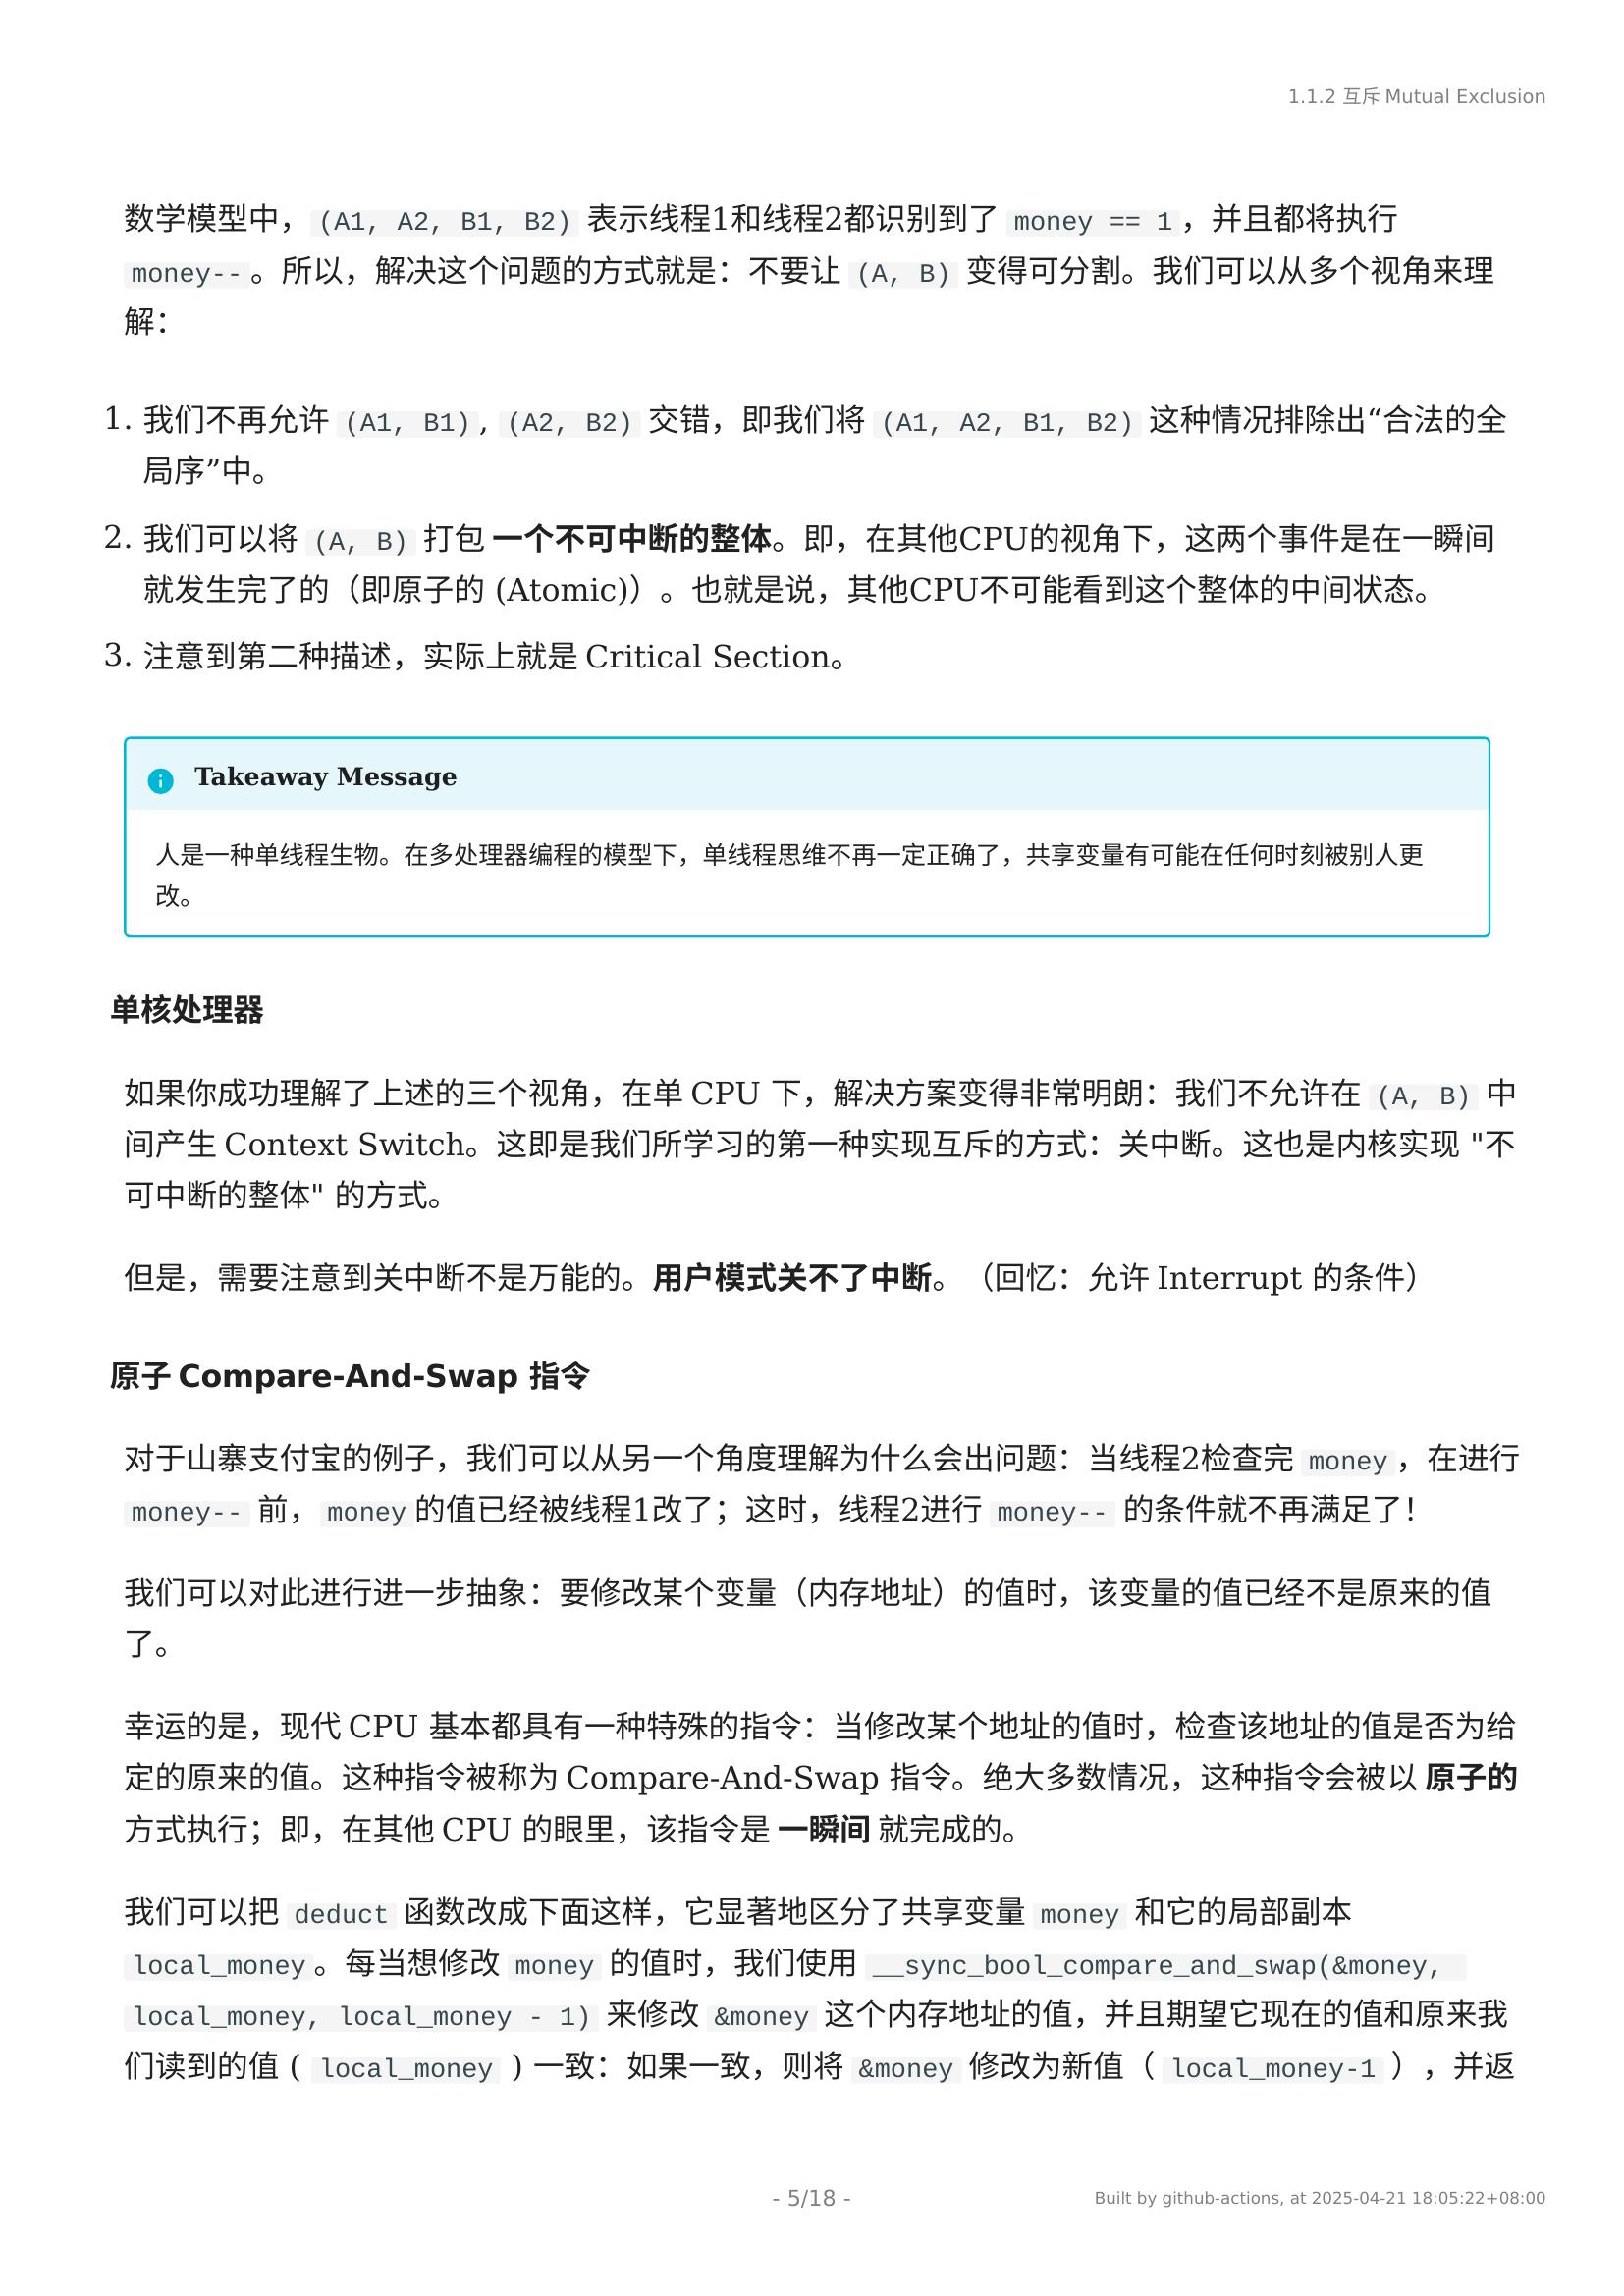 1.1.2 互斥 Mutual Exclusion
数学模型中，(A1, A2, B1, B2) 表示线程1和线程2都识别到了 money == 1，并且都将执行
money--。所以，解决这个问题的方式就是：不要让 (A, B) 变得可分割。我们可以从多个视角来理
解：
1. 我们不再允许 (A1, B1), (A2, B2) 交错，即我们将 (A1, A2, B1, B2) 这种情况排除出“合法的全
局序”中。
2. 我们可以将 (A, B) 打包 一个不可中断的整体。即，在其他CPU的视角下，这两个事件是在一瞬间
就发生完了的（即原子的 (Atomic)）。也就是说，其他CPU不可能看到这个整体的中间状态。
3. 注意到第二种描述，实际上就是 Critical Section。
Takeaway Message
人是一种单线程生物。在多处理器编程的模型下，单线程思维不再一定正确了，共享变量有可能在任何时刻被别人更
改。
单核处理器
如果你成功理解了上述的三个视角，在单 CPU 下，解决方案变得非常明朗：我们不允许在 (A, B) 中
间产生 Context Switch。这即是我们所学习的第一种实现互斥的方式：关中断。这也是内核实现 "不
可中断的整体" 的方式。
但是，需要注意到关中断不是万能的。用户模式关不了中断。（回忆：允许 Interrupt 的条件）
原子 Compare-And-Swap 指令
对于山寨支付宝的例子，我们可以从另一个角度理解为什么会出问题：当线程2检查完 money，在进行
money-- 前，money的值已经被线程1改了；这时，线程2进行 money-- 的条件就不再满足了！
我们可以对此进行进一步抽象：要修改某个变量（内存地址）的值时，该变量的值已经不是原来的值
了。
幸运的是，现代 CPU 基本都具有一种特殊的指令：当修改某个地址的值时，检查该地址的值是否为给
定的原来的值。这种指令被称为 Compare-And-Swap 指令。绝大多数情况，这种指令会被以 原子的
方式执行；即，在其他 CPU 的眼里，该指令是 一瞬间 就完成的。
我们可以把 deduct 函数改成下面这样，它显著地区分了共享变量 money 和它的局部副本
local_money。每当想修改 money 的值时，我们使用 __sync_bool_compare_and_swap(&money,
local_money, local_money - 1) 来修改 &money 这个内存地址的值，并且期望它现在的值和原来我
们读到的值 ( local_money ) 一致：如果一致，则将 &money 修改为新值（ local_money-1 ），并返
- 5/18 -
Built by github-actions, at 2025-04-21 18:05:22+08:00